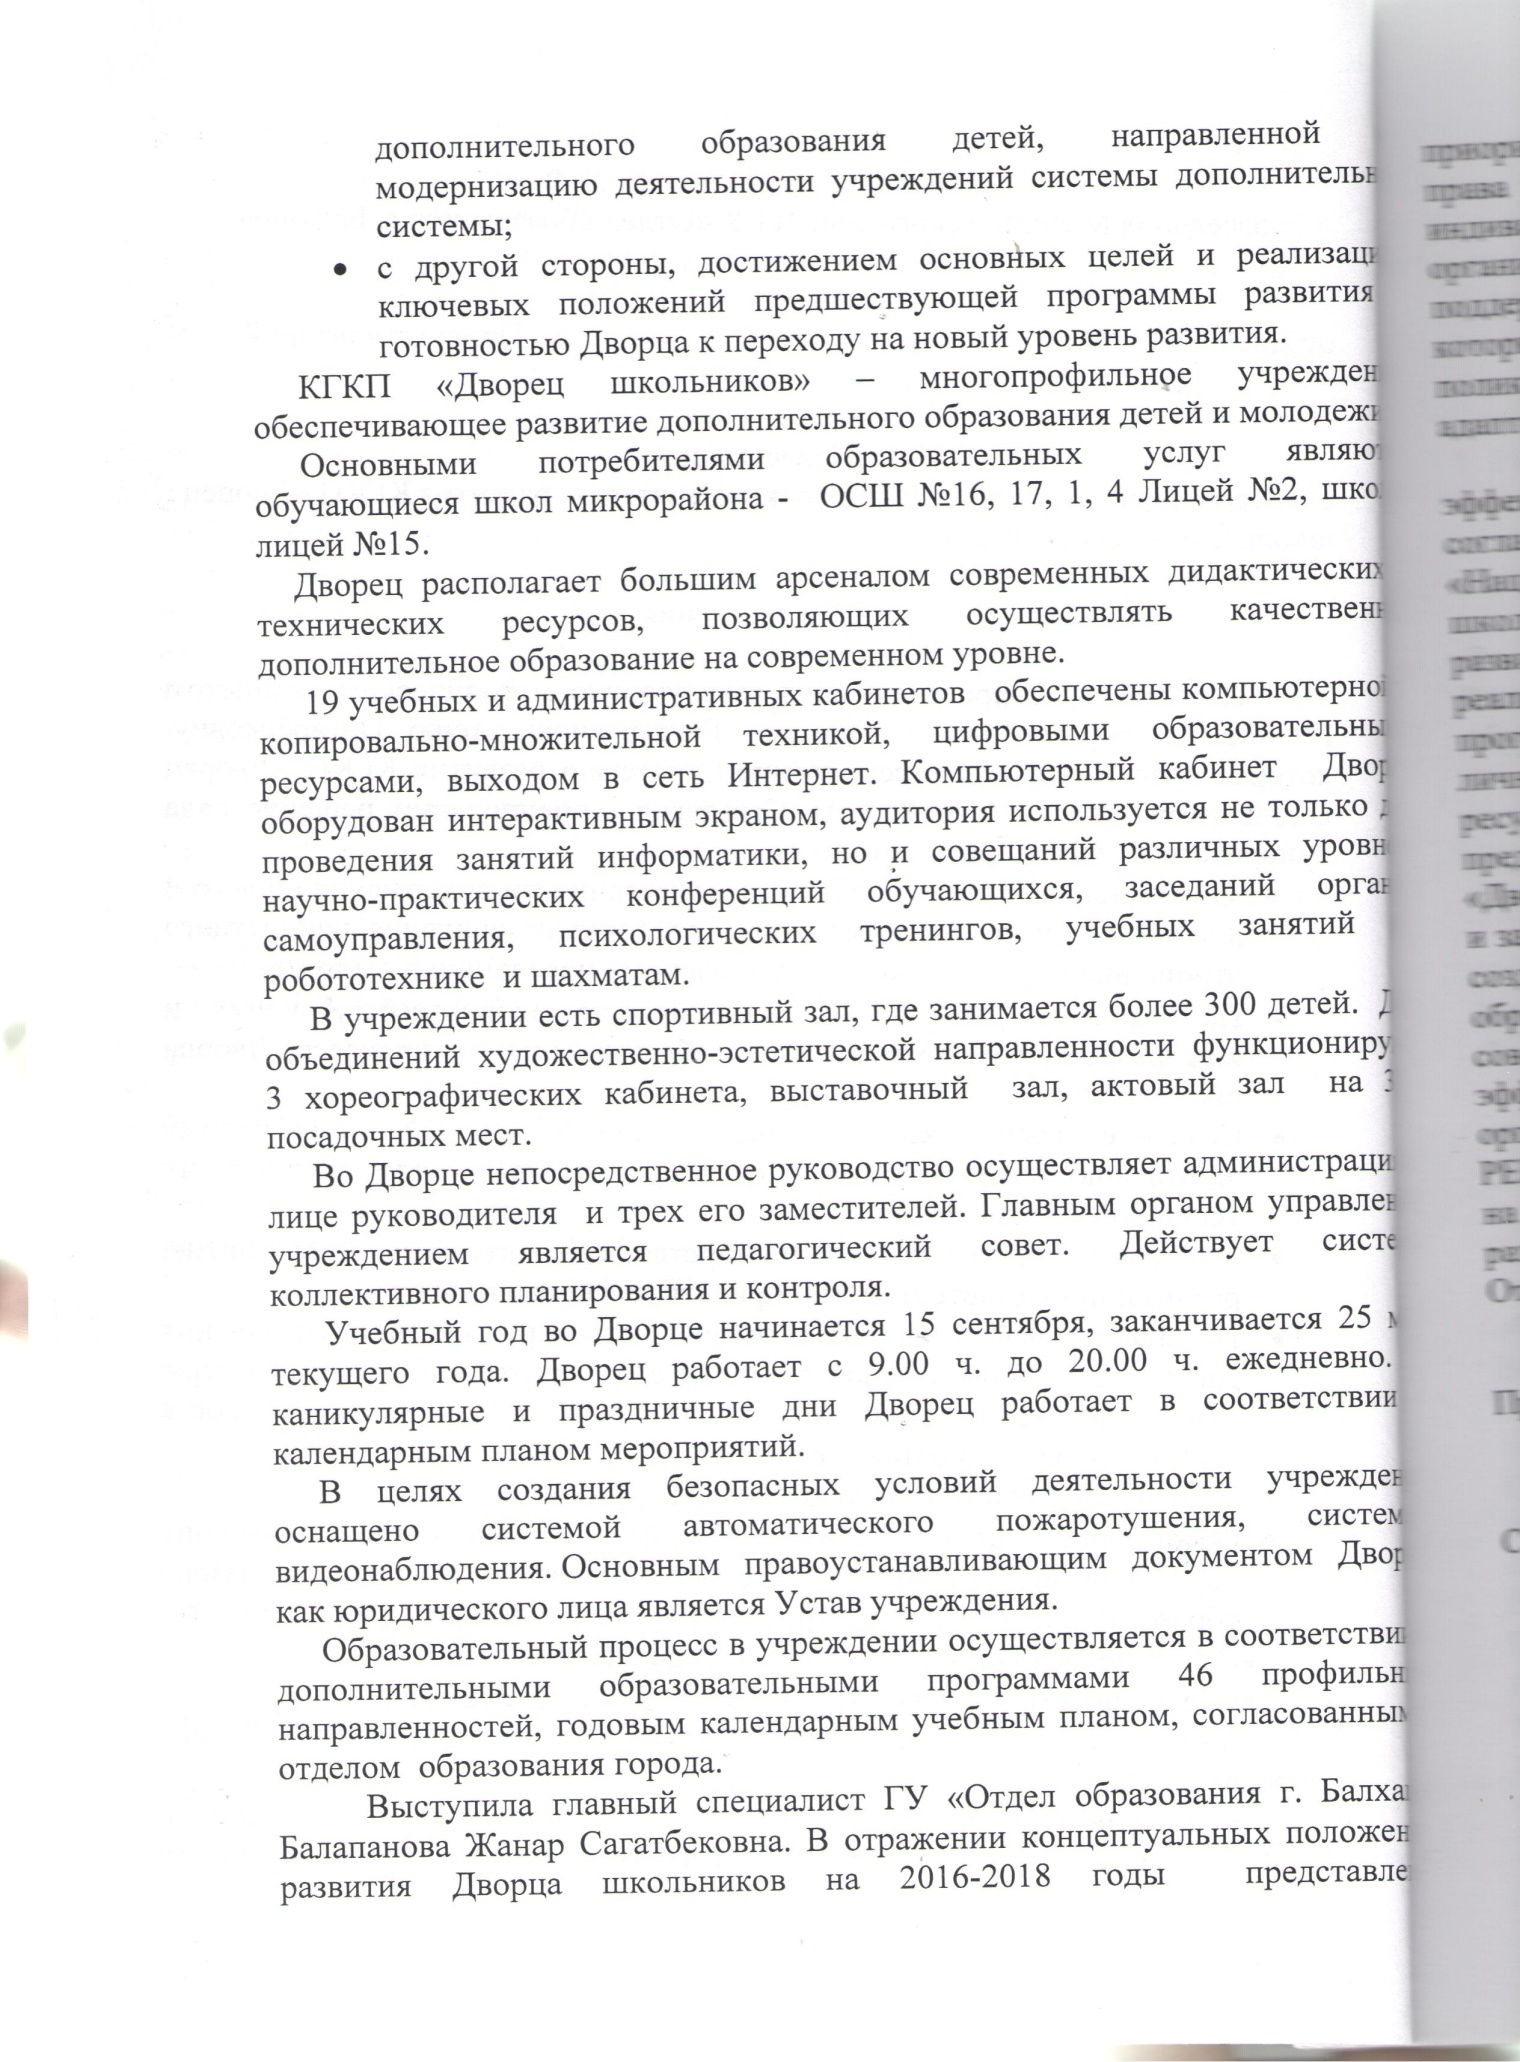 дополнительного образования детей, направленной
модернизацию деятельности учреждений системы дополнительн
системы;
• с другой стороны, достижением основных целей и реализаци
ключевых положений предшествующей программы развития
готовностью Дворца к переходу на новый уровень развития.
КГКП «Дворец школьников» – многопрофильное учрежден
обеспечивающее развитие дополнительного образования детей и молодежи
Основными потребителями образовательных услуг являют
обучающиеся школ микрорайона - ОСШ №16, 17, 1, 4 Лицей №2, шко
лицей №15.
Дворец располагает большим арсеналом современных дидактических
технических ресурсов, позволяющих осуществлять качественн
дополнительное образование на современном уровне.
19 учебных и административных кабинетов обеспечены компьютерной
копировально-множительной техникой, цифровыми образовательны
ресурсами, выходом в сеть Интернет. Компьютерный кабинет Двор
оборудован интерактивным экраном, аудитория используется не только д
проведения занятий информатики, но и совещаний различных уровне
научно-практических конференций обучающихся, заседаний орган
самоуправления, психологических тренингов, учебных занятий
робототехнике и шахматам.
В учреждении есть спортивный зал, где занимается более 300 детей. Д
объединений художественно-эстетической направленности функциониру
3 хореографических кабинета, выставочный зал, актовый зал на 3
посадочных мест.
Во Дворце непосредственное руководство осуществляет администраци
лице руководителя и трех его заместителей. Главным органом управлен
учреждением является педагогический совет. Действует систе
коллективного планирования и контроля.
Учебный год во Дворце начинается 15 сентября, заканчивается 25 м
текущего года. Дворец работает с 9.00 ч. до 20.00 ч. ежедневно.
каникулярные и праздничные дни Дворец работает в соответствии
календарным планом мероприятий.
В целях создания безопасных условий деятельности учрежден
оснащено системой автоматического пожаротушения, систем
видеонаблюдения. Основным правоустанавливающим документом Двор
как юридического лица является Устав учреждения.
Образовательный процесс в учреждении осуществляется в соответствии
дополнительными образовательными программами 46 профильн
направленностей, годовым календарным учебным планом, согласованным
отделом образования города.
Выступила главный специалист ГУ «Отдел образования г. Балха
Балапанова Жанар Сагатбековна. В отражении концептуальных положен
развития Дворца школьников на 2016-2018 годы представле